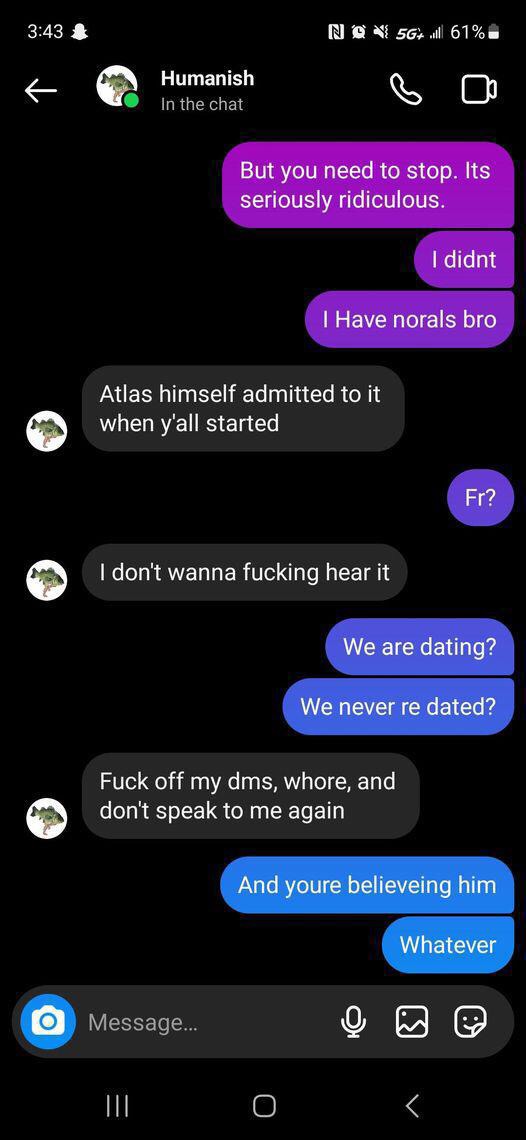 3:43 5G+ 61%
Humanish
In the chat
But you need to stop. Its
seriously ridiculous.
I didnt
I Have norals bro
Atlas himself admitted to it
when y'all started
Fr?
I don't wanna fucking hear it
We are dating?
We never re dated?
Fuck off my dms, whore, and
don't speak to me again
And youre believeing him
Whatever
Message...